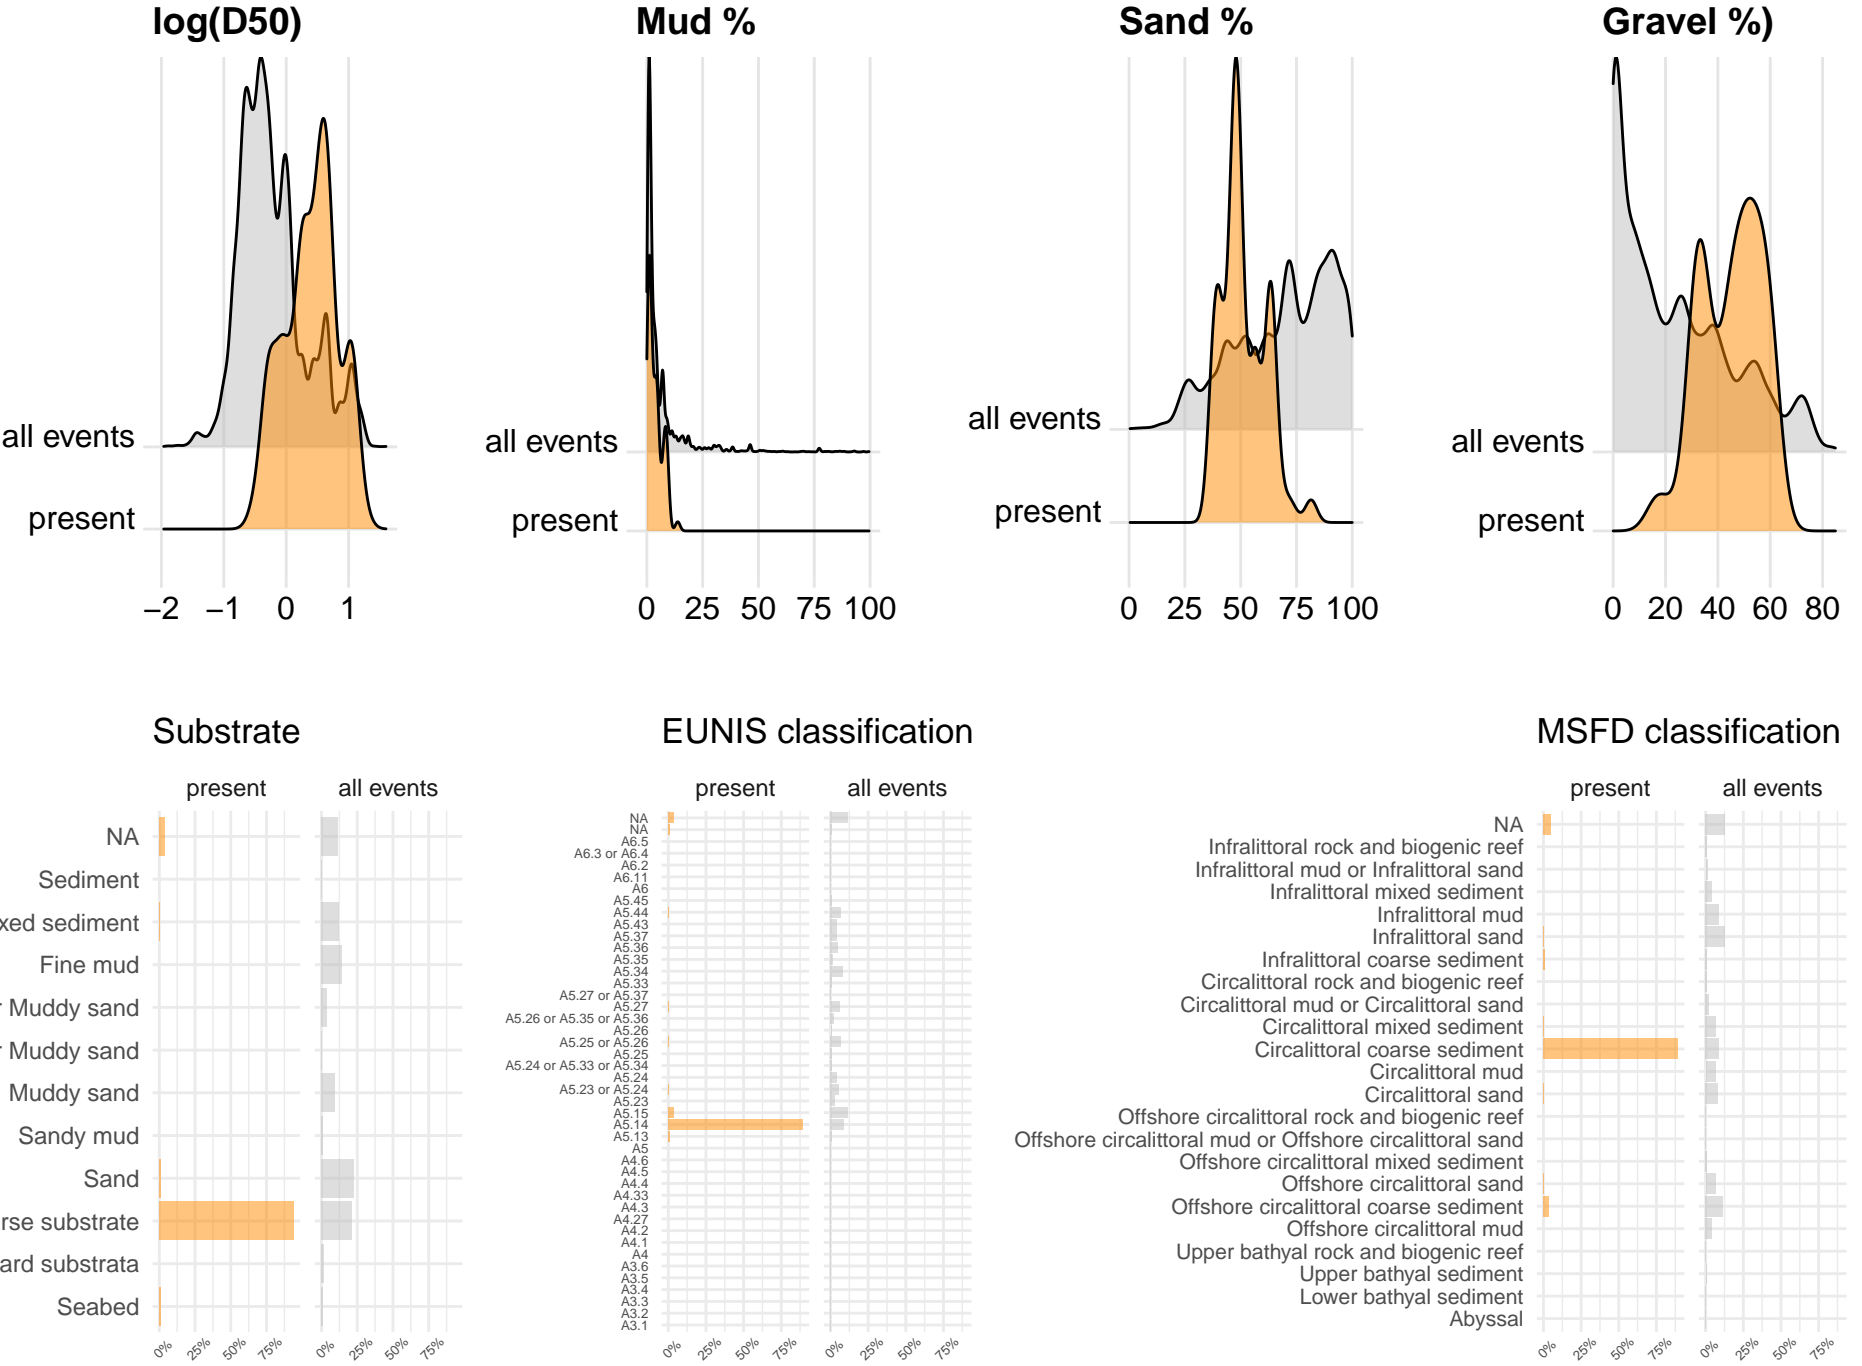 log(D50)
Mud %
Sand %
Gravel %)
all events
present
−2 −1 0 1
all events
present
0 25 50 75 100
all events
present
0 25 50 75 100
all events
present
0 20 40 60 80
Substrate
present all events
NA
Sediment
xed sediment
Fine mud
r Muddy sand
r Muddy sand
Muddy sand
Sandy mud
Sand
rse substrate
ard substrata
Seabed
0% 25% 50% 75% 0% 25% 50% 75%
EUNIS classification
present all events
NA
NA
A6.5
A6.3 or A6.4
A6.2
A6.11
A6
A5.45
A5.44
A5.43
A5.37
A5.36
A5.35
A5.34
A5.33
A5.27 or A5.37
A5.27
A5.26 or A5.35 or A5.36
A5.26
A5.25 or A5.26
A5.25
A5.24 or A5.33 or A5.34
A5.24
A5.23 or A5.24
A5.23
A5.15
A5.14
A5.13
A5
A4.6
A4.5
A4.4
A4.33
A4.3
A4.27
A4.2
A4.1
A4
A3.6
A3.5
A3.4
A3.3
A3.2
A3.1
0% 25% 50% 75% 0% 25% 50% 75%
MSFD classification
present all events
NA
Infralittoral rock and biogenic reef
Infralittoral mud or Infralittoral sand
Infralittoral mixed sediment
Infralittoral mud
Infralittoral sand
Infralittoral coarse sediment
Circalittoral rock and biogenic reef
Circalittoral mud or Circalittoral sand
Circalittoral mixed sediment
Circalittoral coarse sediment
Circalittoral mud
Circalittoral sand
Offshore circalittoral rock and biogenic reef
Offshore circalittoral mud or Offshore circalittoral sand
Offshore circalittoral mixed sediment
Offshore circalittoral sand
Offshore circalittoral coarse sediment
Offshore circalittoral mud
Upper bathyal rock and biogenic reef
Upper bathyal sediment
Lower bathyal sediment
Abyssal
0% 25% 50% 75% 0% 25% 50% 75%